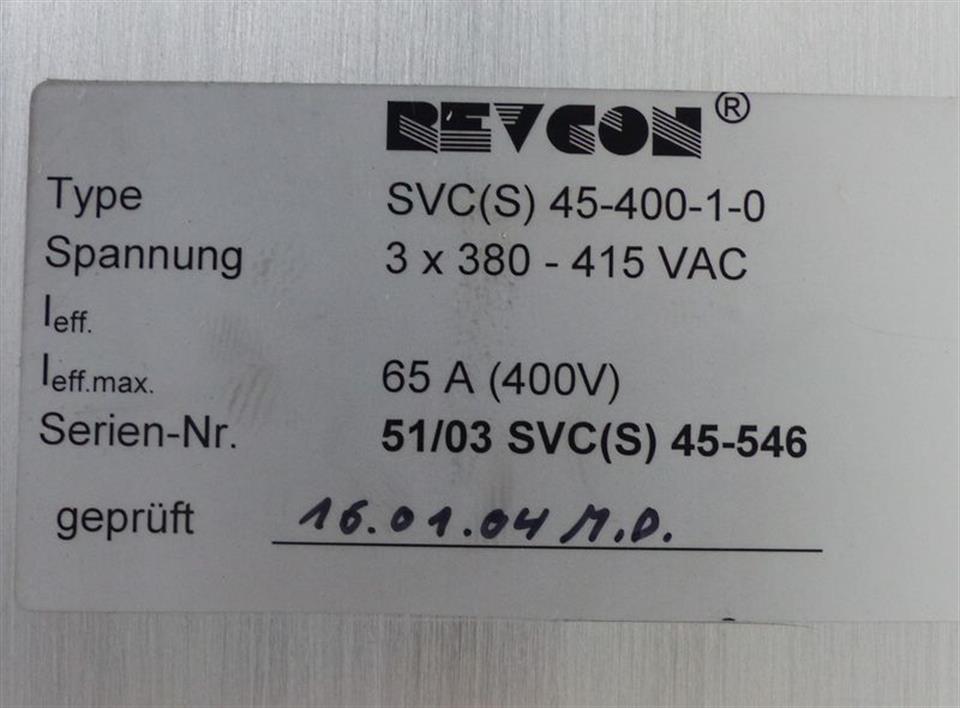 REVCON®
Type SVC(S) 45-400-1-0
Spannung 3 x 380 - 415 VAC
Ieff.
Ieff.max. 65 A (400V)
Serien-Nr. 51/03 SVC(S) 45-546
geprüft 16.01.04 M.D.